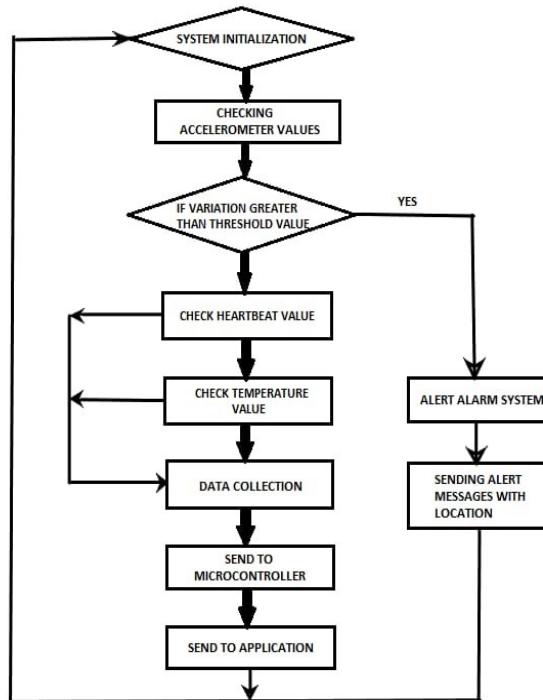 SYSTEM INITIALIZATION
CHECKING
ACCELEROMETER VALUES
IF VARIATION GREATER
THAN THRESHOLD VALUE
YES
CHECK HEARTBEAT VALUE
CHECK TEMPERATURE
VALUE
ALERT ALARM SYSTEM
DATA COLLECTION
SENDING ALERT
MESSAGES WITH
LOCATION
SEND TO
MICROCONTROLLER
SEND TO APPLICATION